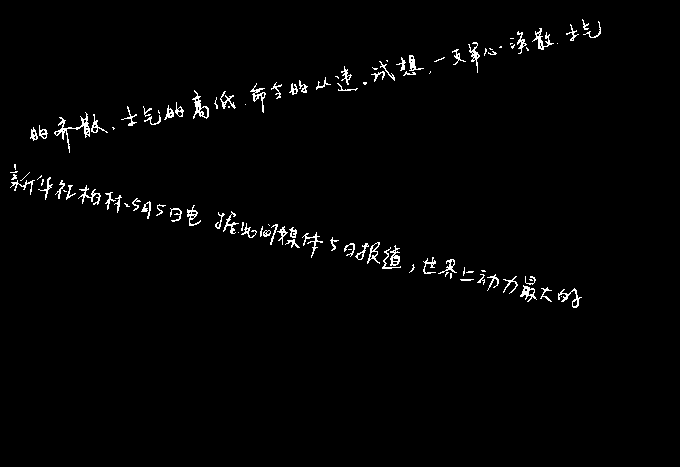 的齐散、士气的高低、命令的从违。试想，一支军心涣散、士气
新华社柏林5月5日电 据此间媒体5日报道，世界上动力最大的